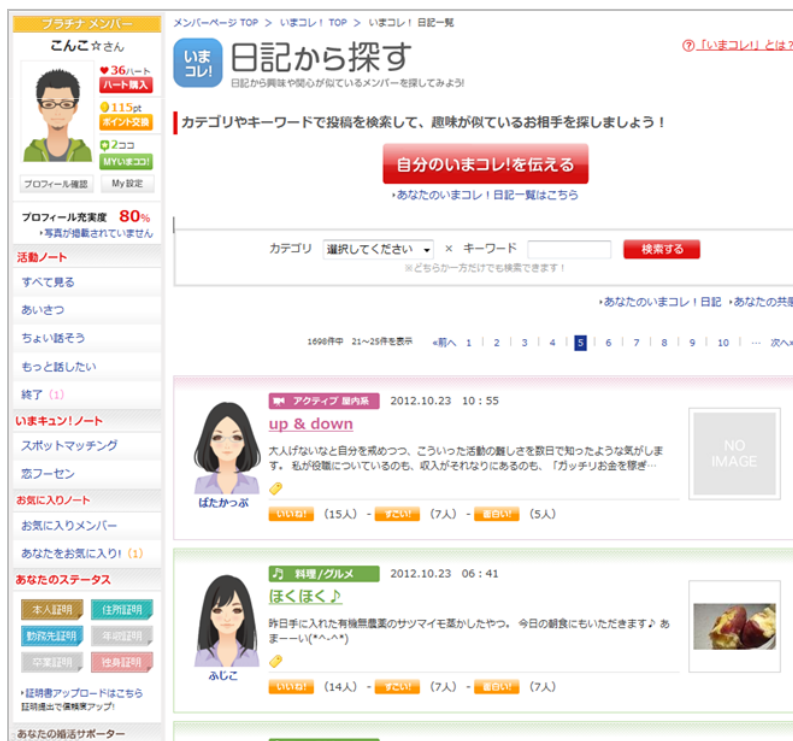 プラチナ メンバー
こんこ☆さん
♥36ハート
ハート購入
115pt
ポイント交換
2ココ
MYいまココ!
プロフィール確認
My設定
プロフィール充実度 80%
写真が掲載されていません
活動ノート
すべて見る
あいさつ
ちょい話そう
もっと話したい
終了 (1)
いまキュン!ノート
スポットマッチング
恋フーセン
お気に入りノート
お気に入りメンバー
あなたをお気に入り! (1)
あなたのステータス
本人証明 住所証明
勤務先証明 年収証明
卒業証明 独身証明
証明書アップロードはこちら
証明提出で信頼度アップ!
あなたの婚活サポーター
メンバーページ TOP > いまコレ! TOP > いまコレ! 日記一覧
いま
コレ!
日記から探す
日記から興味や関心が似ているメンバーを探してみよう!
?「いまコレ!」とは?
カテゴリやキーワードで投稿を検索して、趣味が似ているお相手を探しましょう!
自分のいまコレ!を伝える
あなたのいまコレ!日記一覧はこちら
カテゴリ 選択してください × キーワード 検索する
※どちらか一方だけでも検索できます!
あなたのいまコレ!日記 あなたの共感
1698件中 21~25件を表示 «前へ 1 | 2 | 3 | 4 | 5 | 6 | 7 | 8 | 9 | 10 | … 次へ»
アクティブ 屋内系 2012.10.23 10:55
up & down
大人げないなと自分を戒めつつ、こういった活動の難しさを数日で知ったような気がしま
す。 私が役職についているのも、収入がそれなりにあるのも、「ガッチリお金を稼ぎ…
NO
IMAGE
ぱたかっぷ
いいね! (15人) - すごい! (7人) - 面白い! (5人)
料理/グルメ 2012.10.23 06:41
ほくほく♪
昨日手に入れた有機無農薬のサツマイモ蒸かしたやつ。 今日の朝食にもいただきます♪ あ
まーーい(*^-^*)
ふじこ
いいね! (14人) - すごい! (7人) - 面白い! (7人)